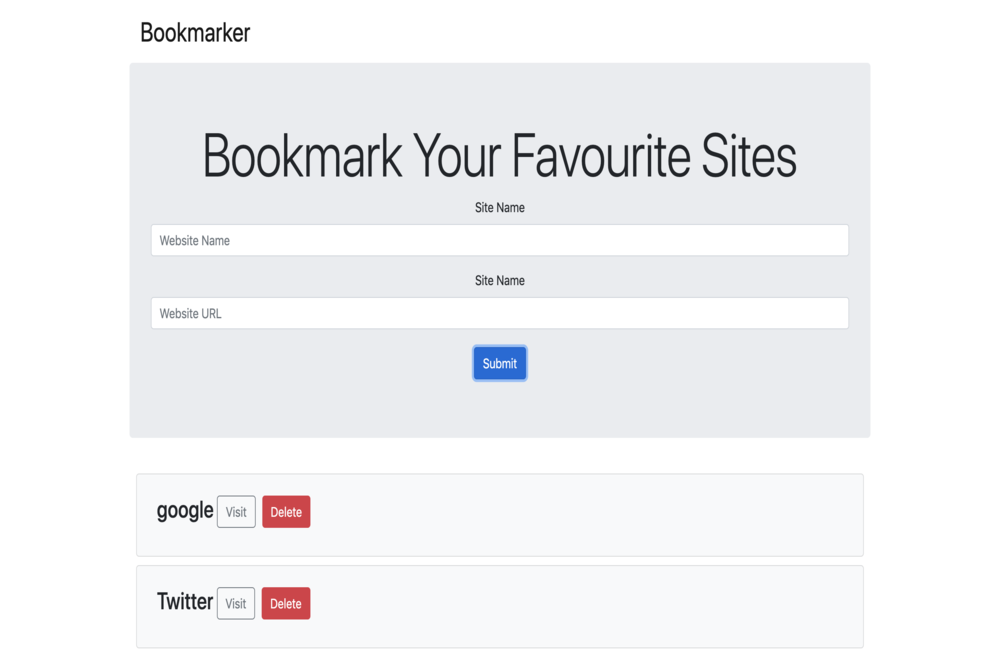 Bookmarker
Bookmark Your Favourite Sites
Site Name
Website Name
Site Name
Website URL
Submit
google Visit Delete
Twitter Visit Delete